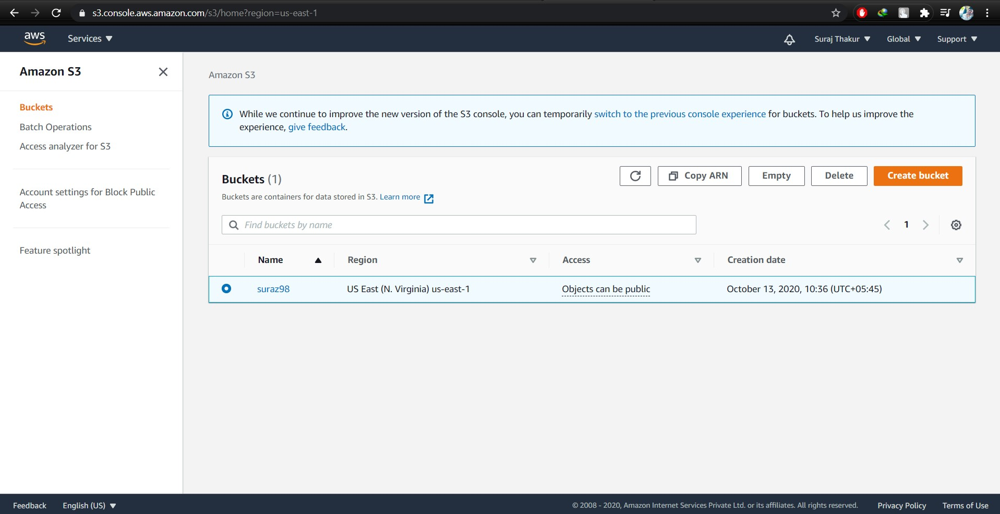 s3.console.aws.amazon.com/s3/home?region=us-east-1
aws
Services
Suraj Thakur
Global
Support
Amazon S3
Buckets
Batch Operations
Access analyzer for S3
Account settings for Block Public
Access
Feature spotlight
Amazon S3
While we continue to improve the new version of the S3 console, you can temporarily switch to the previous console experience for buckets. To help us improve the
experience, give feedback.
Buckets (1)
Copy ARN
Empty
Delete
Create bucket
Buckets are containers for data stored in S3. Learn more
Find buckets by name
1
Name Region Access Creation date
suraz98 US East (N. Virginia) us-east-1 Objects can be public October 13, 2020, 10:36 (UTC+05:45)
Feedback English (US) © 2008 - 2020, Amazon Internet Services Private Ltd. or its affiliates. All rights reserved. Privacy Policy Terms of Use